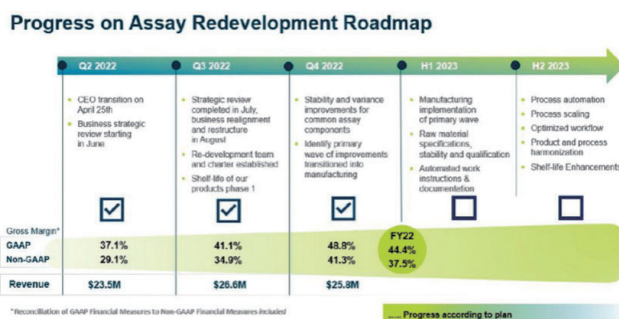 Progress on Assay Redevelopment Roadmap
Q2 2022
Q3 2022
Q4 2022
H1 2023
H2 2023
• CEO transition on
April 25th
• Business strategic
review starting
in June
• Strategic review
completed in July,
business realignment
and restructure
in August
• Re-development team
and charter established
• Shelf-life of our
products phase 1
• Stability and variance
improvements for
common assay
components
• Identify primary
wave of improvements
transitioned into
manufacturing
• Manufacturing
implementation
of primary wave
• Raw material
specifications,
stability and qualification
• Automated work
instructions &
documentation
• Process automation
• Process scaling
• Optimized workflow
• Product and process
harmonization
• Shelf-life Enhancements
Gross Margin*
FY22
GAAP 37.1% 41.1% 48.8% 44.4%
Non-GAAP 29.1% 34.9% 41.3% 37.5%
Revenue $23.5M $26.6M $25.8M
*Reconciliation of GAAP Financial Measures to Non-GAAP Financial Measures included
Progress according to plan